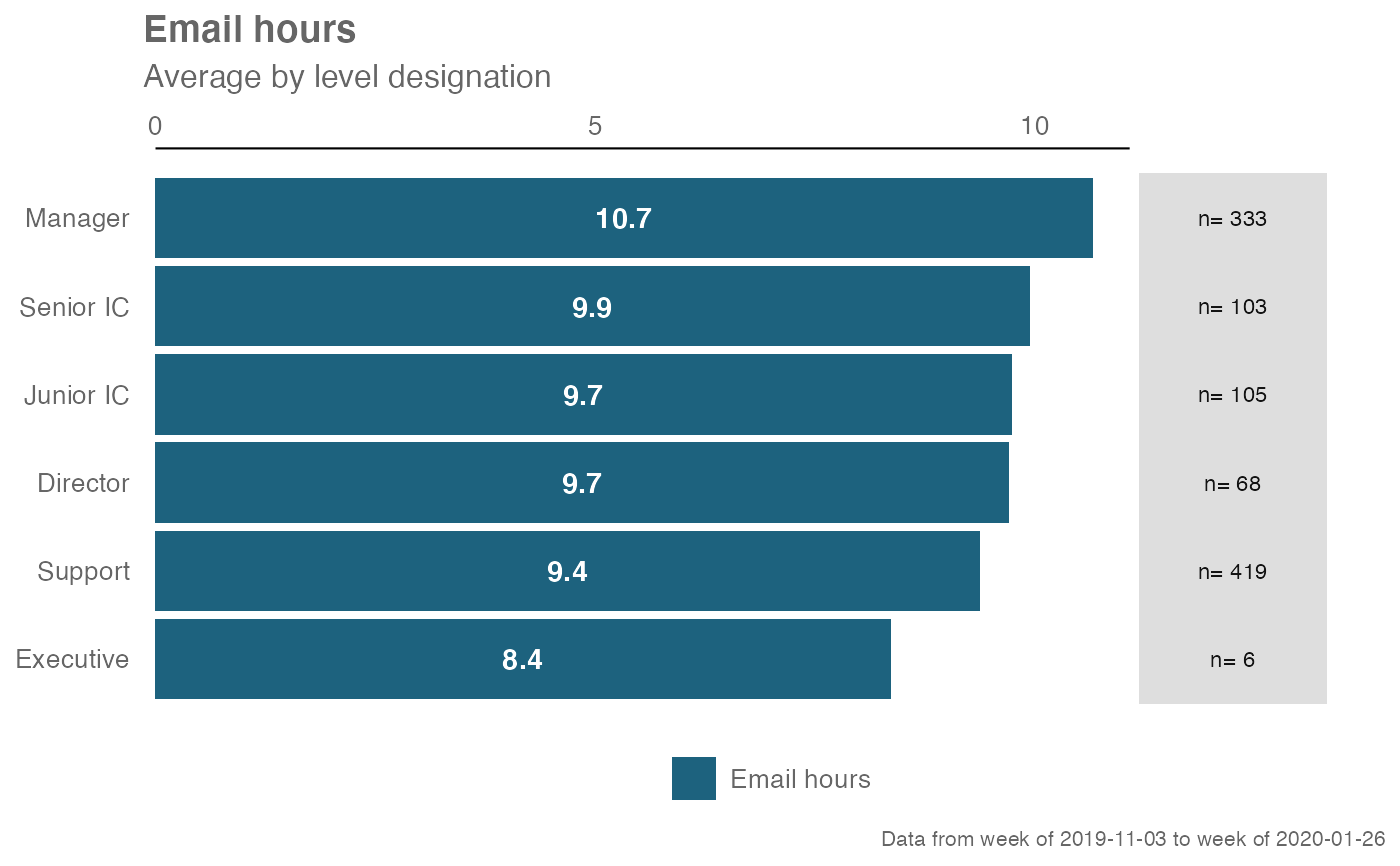 Email hours
Average by level designation
0 5 10
Manager 10.7 n= 333
Senior IC 9.9 n= 103
Junior IC 9.7 n= 105
Director 9.7 n= 68
Support 9.4 n= 419
Executive 8.4 n= 6
Email hours
Data from week of 2019-11-03 to week of 2020-01-26